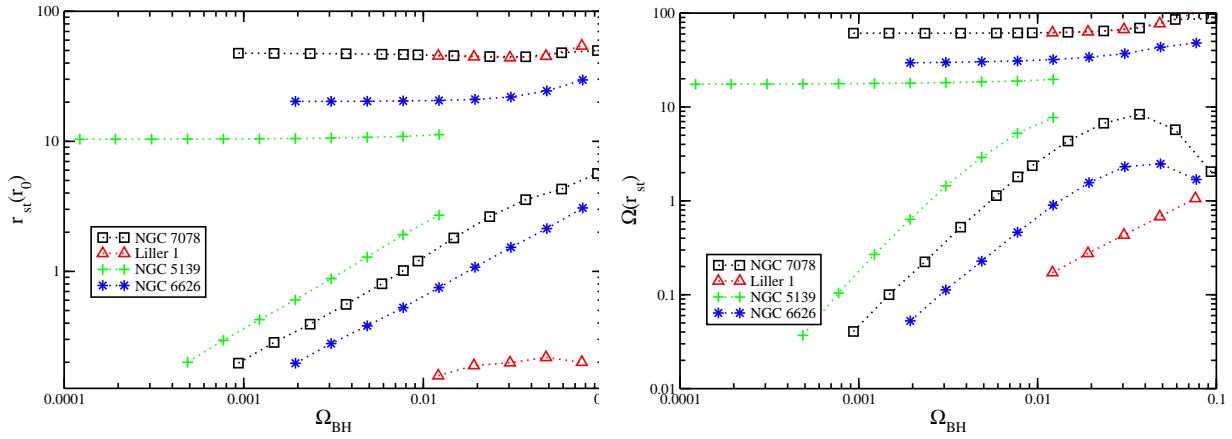 100
10
1
0.0001
0.001
0.01
0
Ω_BH
r_st(r_0)
NGC 7078
Liller 1
NGC 5139
NGC 6626
100
10
1
0.1
0.01
0.0001
0.001
0.01
0.1
Ω_BH
Ω(r_st)
NGC 7078
Liller 1
NGC 5139
NGC 6626